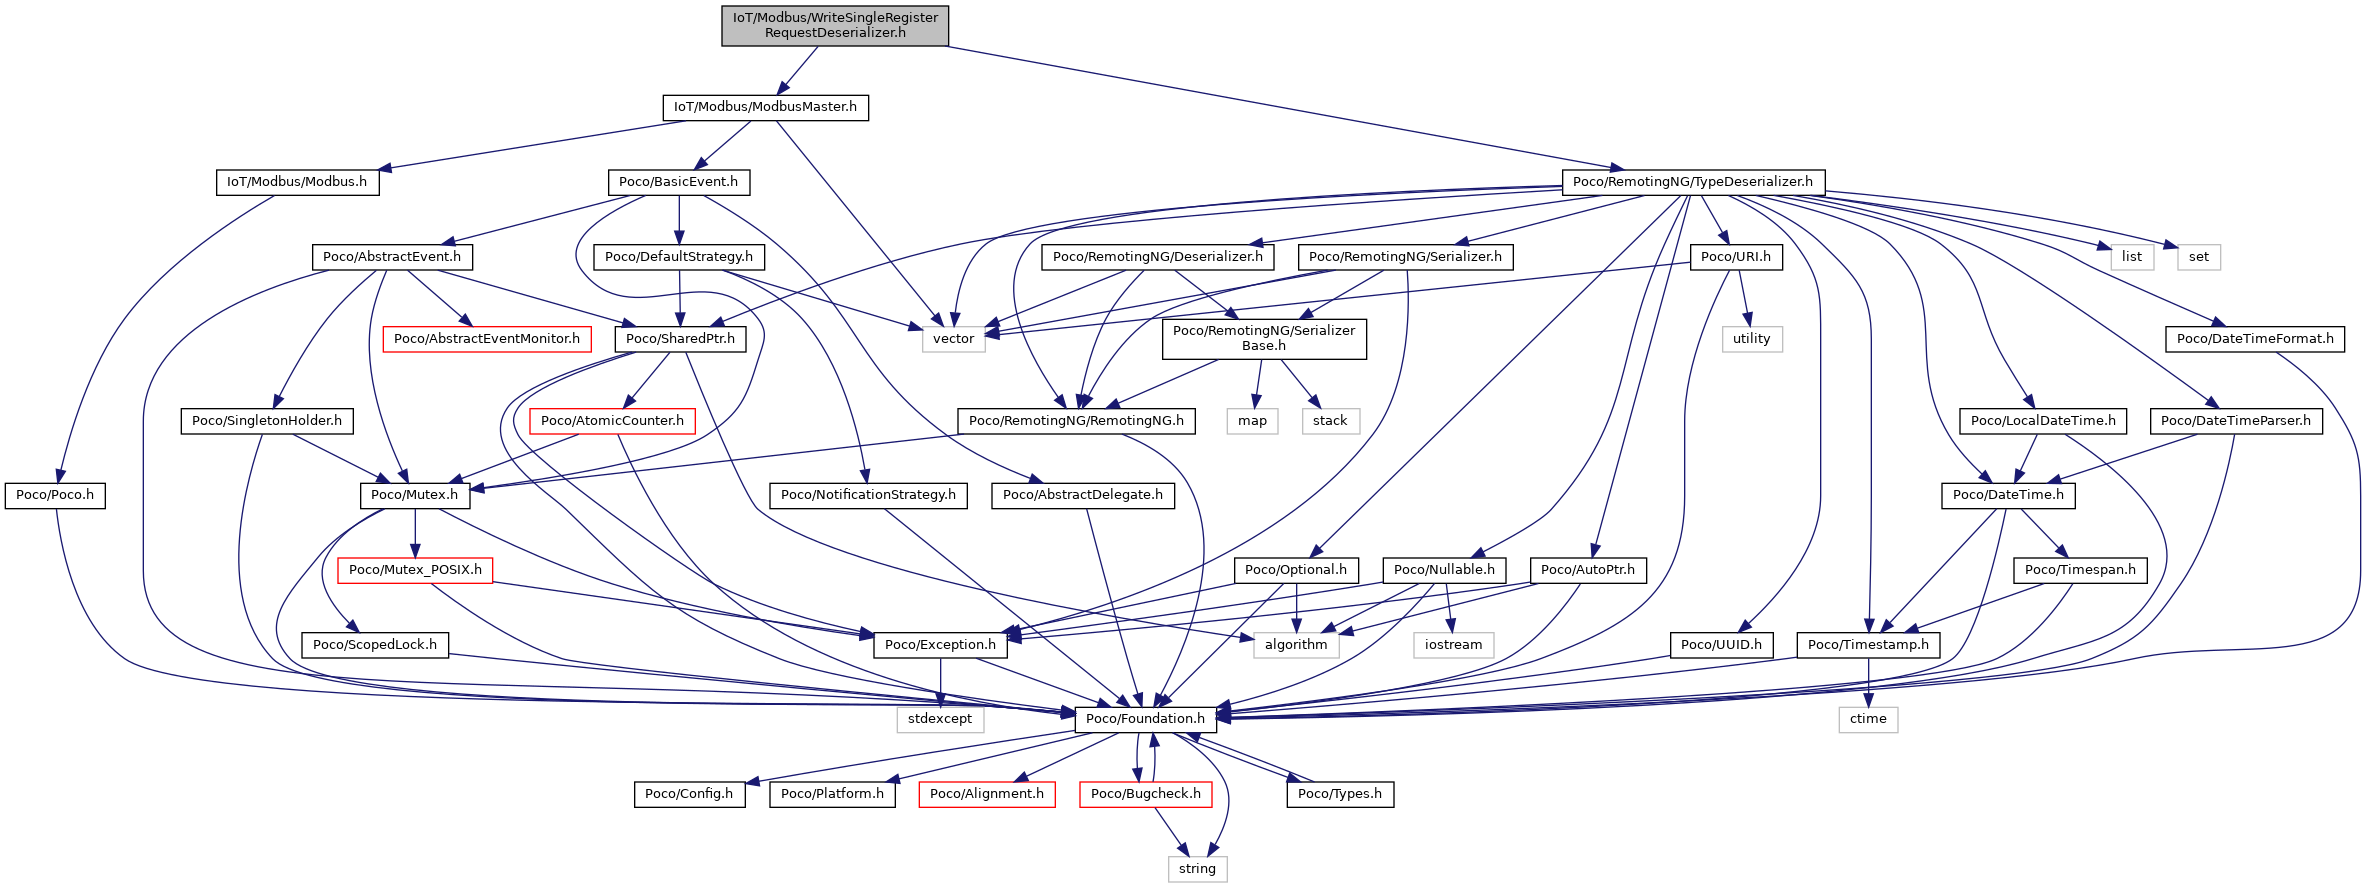 IoT/Modbus/WriteSingleRegister
RequestDeserializer.h
IoT/Modbus/ModbusMaster.h
IoT/Modbus/Modbus.h
Poco/BasicEvent.h
Poco/RemotingNG/TypeDeserializer.h
Poco/AbstractEvent.h
Poco/DefaultStrategy.h
Poco/RemotingNG/Deserializer.h
Poco/RemotingNG/Serializer.h
Poco/URI.h
list
set
Poco/AbstractEventMonitor.h
Poco/SharedPtr.h
vector
Poco/RemotingNG/Serializer
Base.h
utility
Poco/DateTimeFormat.h
Poco/SingletonHolder.h
Poco/AtomicCounter.h
Poco/RemotingNG/RemotingNG.h
map
stack
Poco/LocalDateTime.h
Poco/DateTimeParser.h
Poco/Poco.h
Poco/Mutex.h
Poco/NotificationStrategy.h
Poco/AbstractDelegate.h
Poco/DateTime.h
Poco/Mutex_POSIX.h
Poco/Optional.h
Poco/Nullable.h
Poco/AutoPtr.h
Poco/Timespan.h
Poco/ScopedLock.h
Poco/Exception.h
algorithm
iostream
Poco/UUID.h
Poco/Timestamp.h
stdexcept
Poco/Foundation.h
ctime
Poco/Config.h
Poco/Platform.h
Poco/Alignment.h
Poco/Bugcheck.h
Poco/Types.h
string